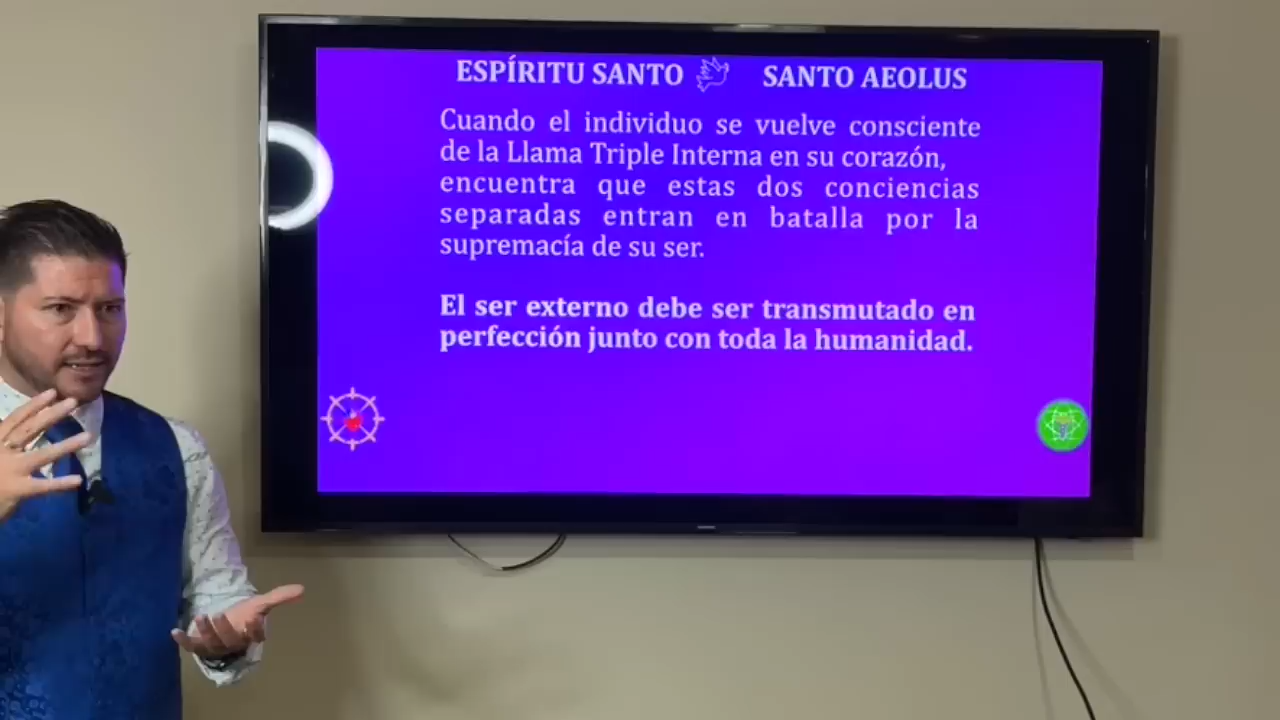 ESPÍRITU SANTO SANTO AEOLUS
Cuando el individuo se vuelve consciente
de la Llama Triple Interna en su corazón,
encuentra que estas dos conciencias
separadas entran en batalla por la
supremacía de su ser.
El ser externo debe ser transmutado en
perfección junto con toda la humanidad.